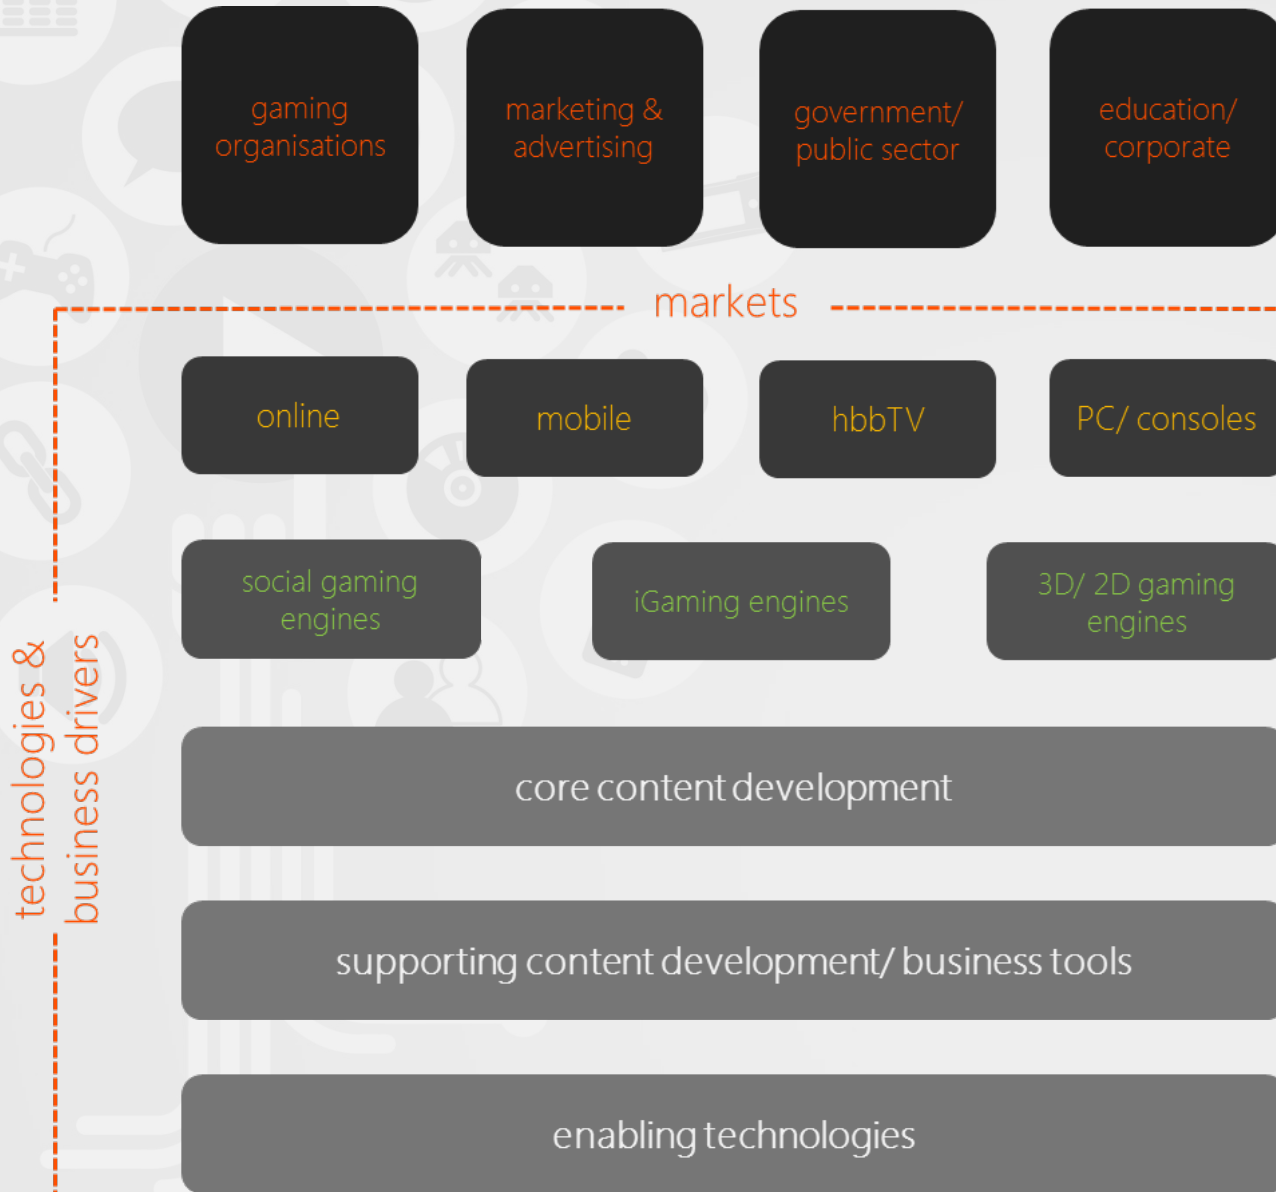 gaming
organisations
marketing &
advertising
government/
public sector
education/
corporate
markets
online
mobile
hbbTV
PC/ consoles
social gaming
engines
iGaming engines
3D/ 2D gaming
engines
technologies &
business drivers
core content development
supporting content development/ business tools
enabling technologies